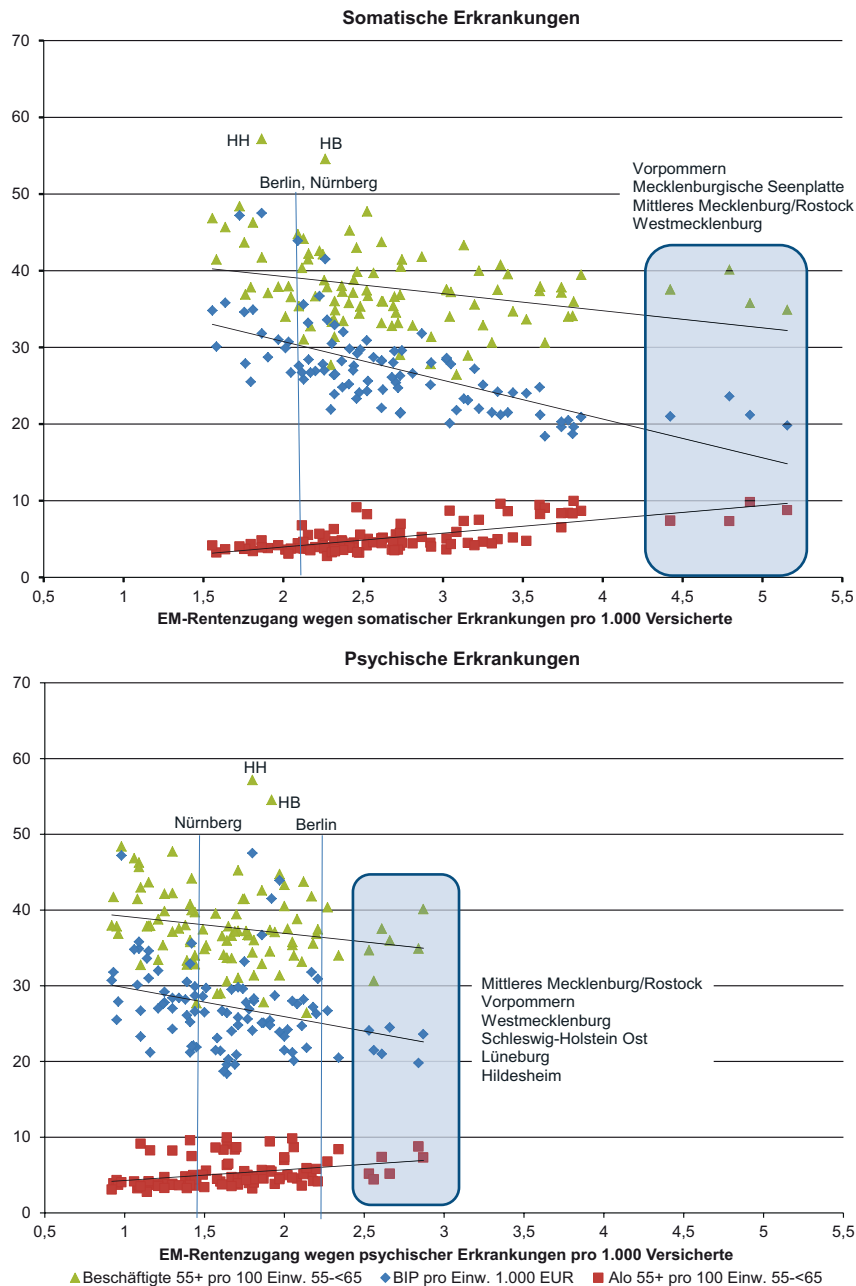 Somatische Erkrankungen
70
60
50
40
30
20
10
0
HH
HB
Berlin, Nürnberg
Vorpommern
Mecklenburgische Seenplatte
Mittleres Mecklenburg/Rostock
Westmecklenburg
0,5 1 1,5 2 2,5 3 3,5 4 4,5 5 5,5
EM-Rentenzugang wegen somatischer Erkrankungen pro 1.000 Versicherte
Psychische Erkrankungen
70
60
50
40
30
20
10
0
HH
HB
Nürnberg Berlin
Mittleres Mecklenburg/Rostock
Vorpommern
Westmecklenburg
Schleswig-Holstein Ost
Lüneburg
Hildesheim
0,5 1 1,5 2 2,5 3 3,5 4 4,5 5 5,5
EM-Rentenzugang wegen psychischer Erkrankungen pro 1.000 Versicherte
Beschäftigte 55+ pro 100 Einw. 55-<65 BIP pro Einw. 1.000 EUR Alo 55+ pro 100 Einw. 55-<65